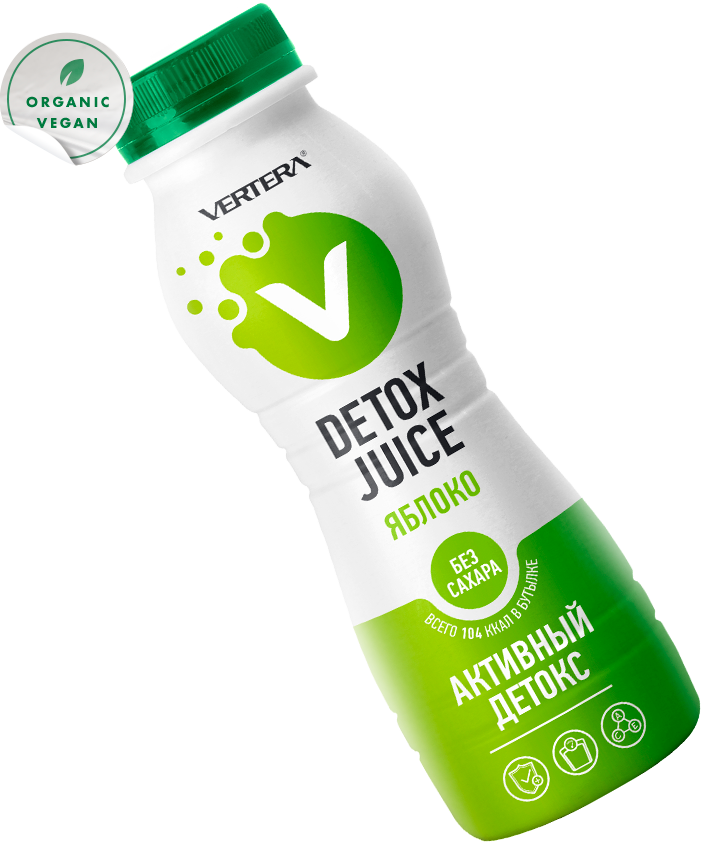 ORGANIC
VEGAN
VERTERA®
V
DETOX
JUICE
ЯБЛОКО
БЕЗ
САХАРА
ВСЕГО 104 ККАЛ В БУТЫЛКЕ
АКТИВНЫЙ
ДЕТОКС
A
C E